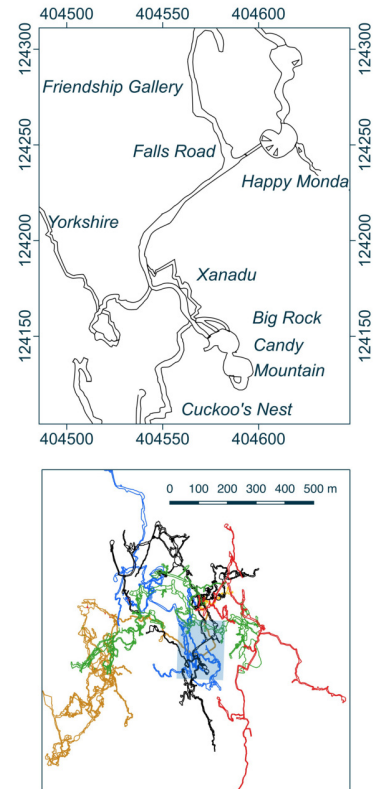 404500 404550 404600
124300
124300
Friendship Gallery
124250
124250
Falls Road
Happy Monda
Yorkshire
124200
124200
Xanadu
124150
124150
Big Rock
Candy
Mountain
Cuckoo's Nest
404500 404550 404600
0 100 200 300 400 500 m